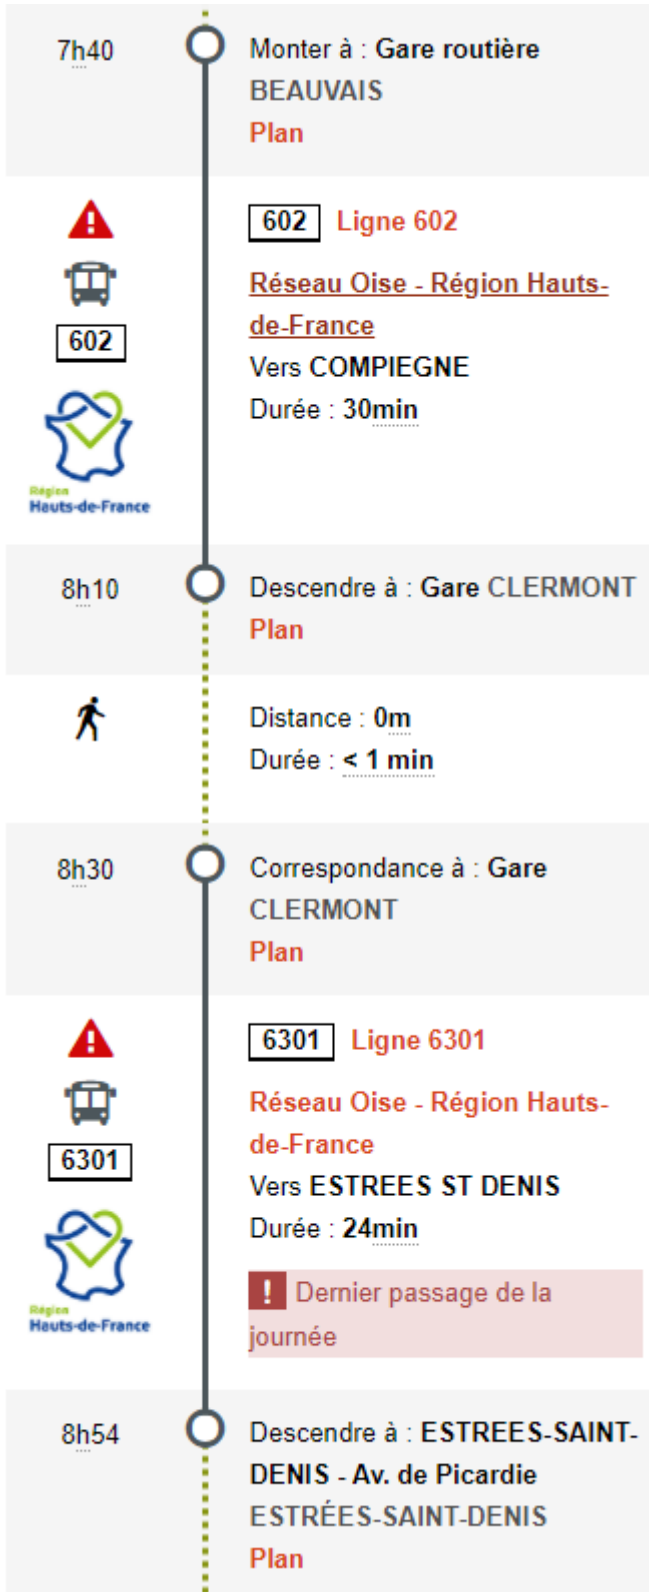 7h40
Monter à : Gare routière
BEAUVAIS
Plan
602 Ligne 602
Réseau Oise - Région Hauts-
de-France
602
Vers COMPIEGNE
Durée : 30min
Région
Hauts-de-France
8h10
Descendre à : Gare CLERMONT
Plan
Distance : 0m
Durée : < 1 min
8h30
Correspondance à : Gare
CLERMONT
Plan
6301 Ligne 6301
Réseau Oise - Région Hauts-
de-France
6301
Vers ESTREES ST DENIS
Durée : 24min
! Dernier passage de la
journée
Région
Hauts-de-France
8h54
Descendre à : ESTREES-SAINT-
DENIS - Av. de Picardie
ESTRÉES-SAINT-DENIS
Plan